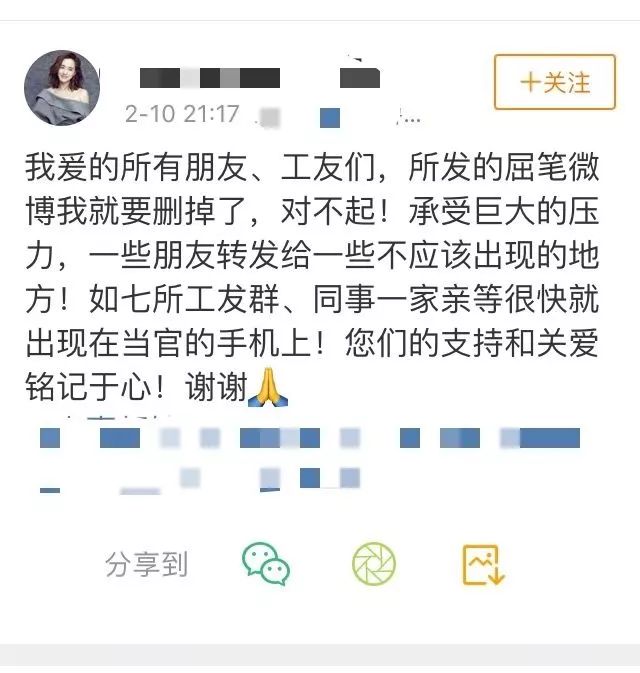 +关注
2-10 21:17
我爱的所有朋友、工友们，所发的屈笔微
博我就要删掉了，对不起！承受巨大的压
力，一些朋友转发给一些不应该出现的地
方！如七所工发群、同事一家亲等很快就
出现在当官的手机上！您们的支持和关爱
铭记于心！谢谢🙏
分享到